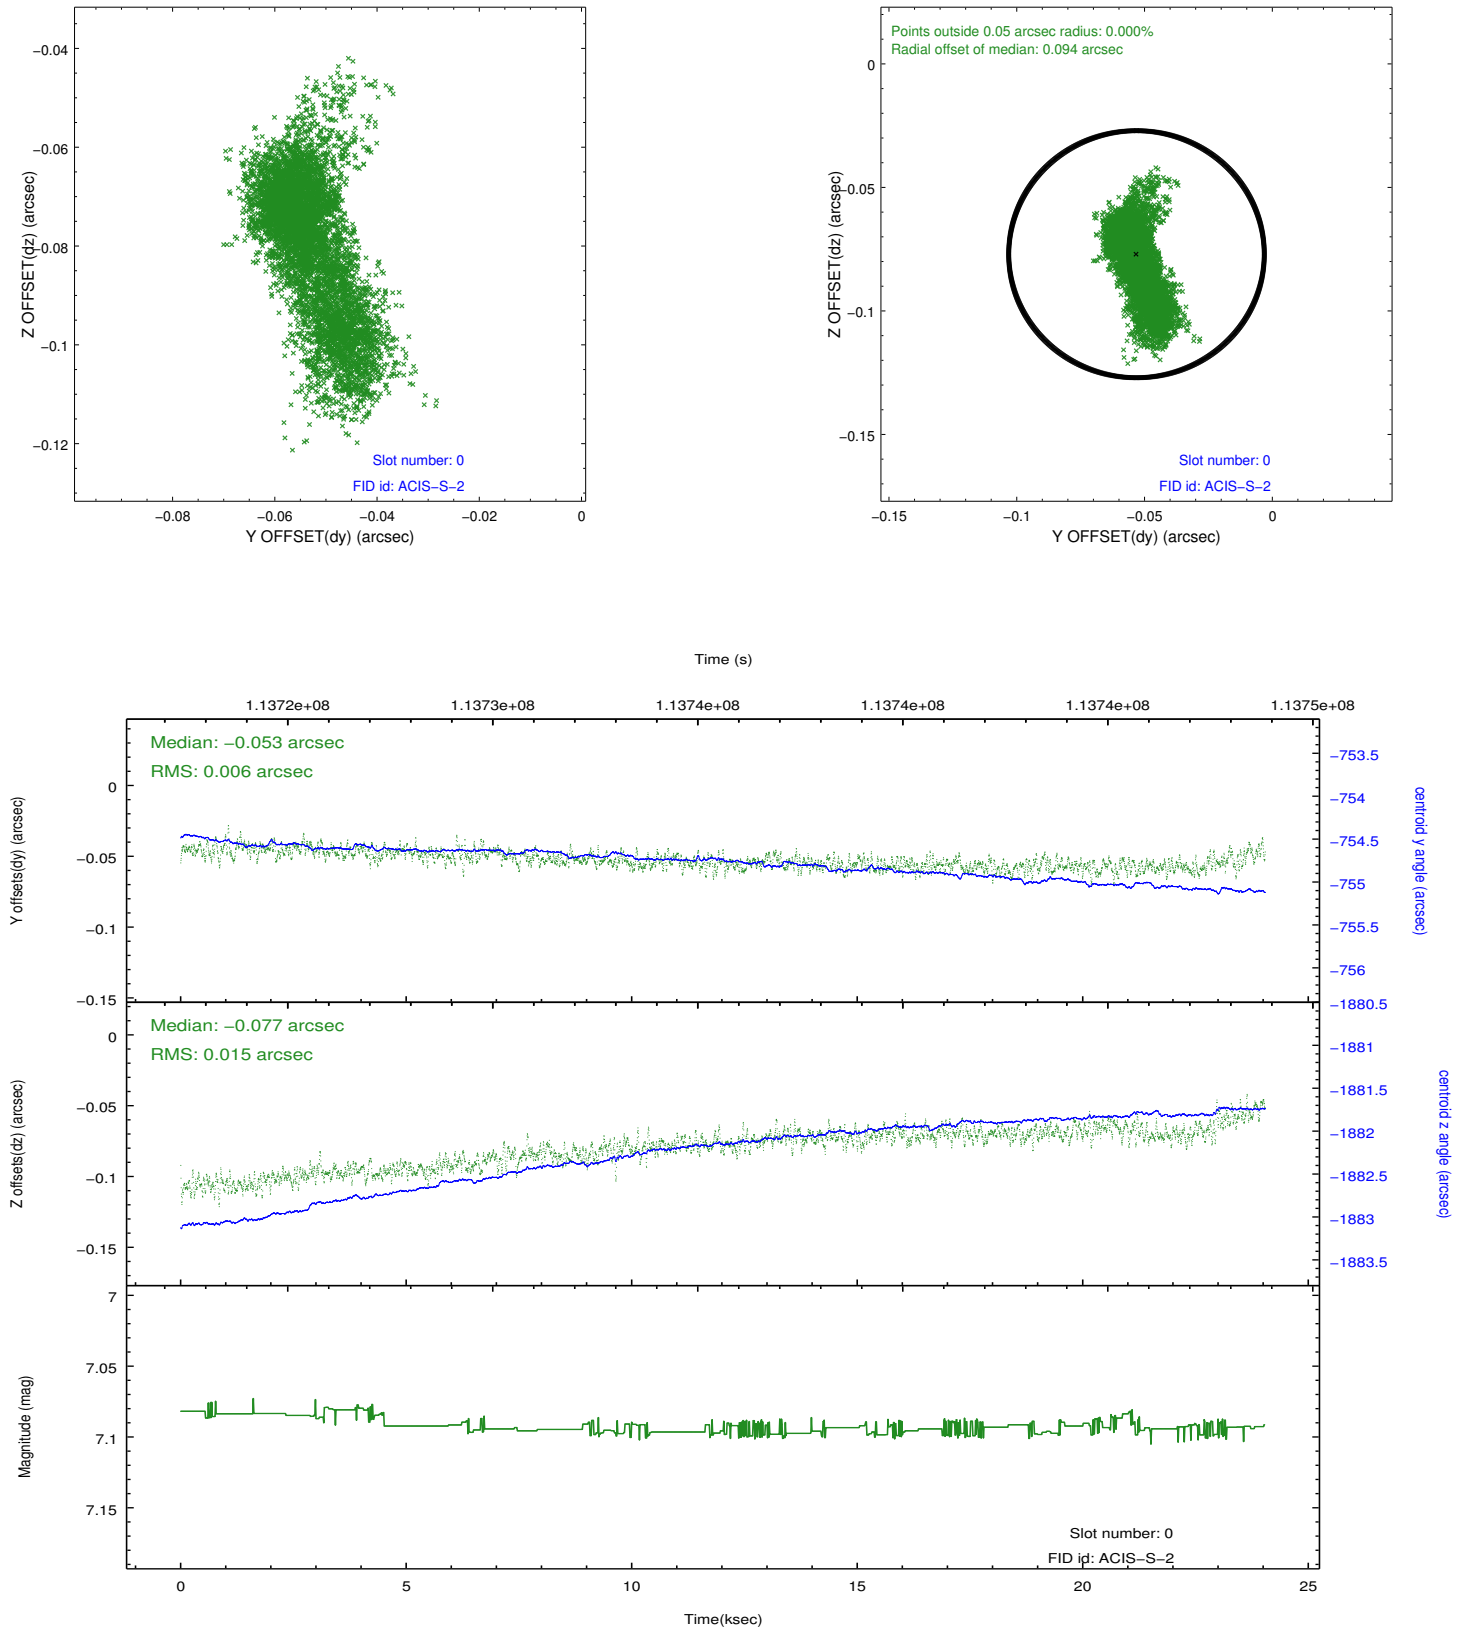 −0.04
−0.06
−0.08
−0.1
−0.12
Z OFFSET(dz) (arcsec)
Slot number: 0
FID id: ACIS−S−2
−0.08
−0.06
−0.04
−0.02
0
Y OFFSET(dy) (arcsec)
Points outside 0.05 arcsec radius: 0.000%
Radial offset of median: 0.094 arcsec
0
−0.05
−0.1
−0.15
Z OFFSET(dz) (arcsec)
Slot number: 0
FID id: ACIS−S−2
−0.15
−0.1
−0.05
0
Y OFFSET(dy) (arcsec)
Time (s)
1.1372e+08
1.1373e+08
1.1374e+08
1.1374e+08
1.1374e+08
1.1375e+08
Median: −0.053 arcsec
RMS: 0.006 arcsec
0
−0.05
−0.1
−0.15
Y offsets(dy) (arcsec)
−753.5
−754
−754.5
−755
−755.5
−756
centroid y angle (arcsec)
Median: −0.077 arcsec
RMS: 0.015 arcsec
0
−0.05
−0.1
−0.15
Z offsets(dz) (arcsec)
−1880.5
−1881
−1881.5
−1882
−1882.5
−1883
−1883.5
centroid z angle (arcsec)
7
7.05
7.1
7.15
Magnitude (mag)
Slot number: 0
FID id: ACIS−S−2
0
5
10
15
20
25
Time(ksec)